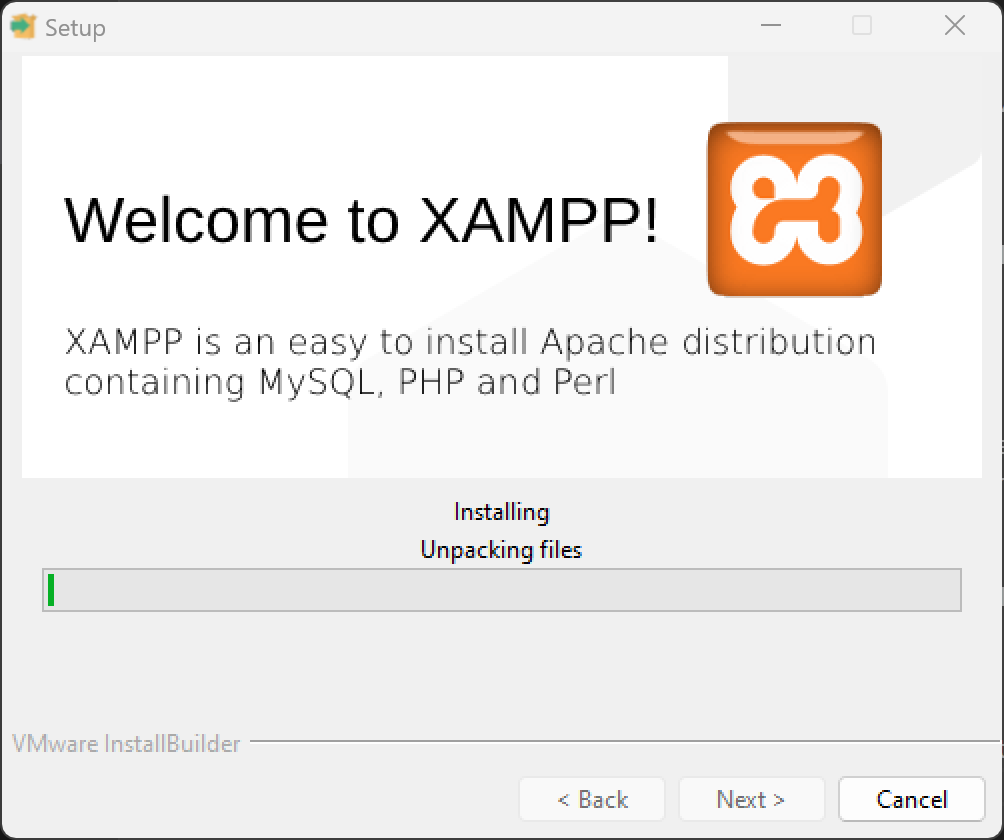 Setup
Welcome to XAMPP!
XAMPP is an easy to install Apache distribution
containing MySQL, PHP and Perl
Installing
Unpacking files
VMware InstallBuilder
< Back
Next >
Cancel